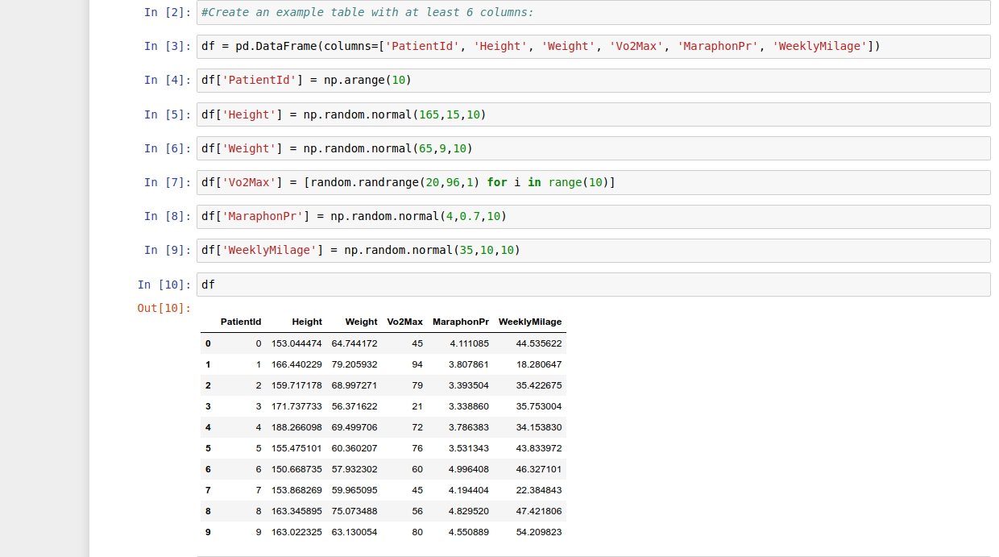 In [2]: #Create an example table with at least 6 columns:
In [3]: df = pd.DataFrame(columns=['PatientId', 'Height', 'Weight', 'Vo2Max', 'MaraphonPr', 'WeeklyMilage'])
In [4]: df['PatientId'] = np.arange(10)
In [5]: df['Height'] = np.random.normal(165,15,10)
In [6]: df['Weight'] = np.random.normal(65,9,10)
In [7]: df['Vo2Max'] = [random.randrange(20,96,1) for i in range(10)]
In [8]: df['MaraphonPr'] = np.random.normal(4,0.7,10)
In [9]: df['WeeklyMilage'] = np.random.normal(35,10,10)
In [10]: df
Out[10]:
PatientId Height Weight Vo2Max MaraphonPr WeeklyMilage
0 0 153.044474 64.744172 45 4.111085 44.535622
1 1 166.440229 79.205932 94 3.807861 18.280647
2 2 159.717178 68.997271 79 3.393504 35.422675
3 3 171.737733 56.371622 21 3.338860 35.753004
4 4 188.266098 69.499706 72 3.786383 34.153830
5 5 155.475101 60.360207 76 3.531343 43.833972
6 6 150.668735 57.932302 60 4.996408 46.327101
7 7 153.868269 59.965095 45 4.194404 22.384843
8 8 163.345895 75.073488 56 4.829520 47.421806
9 9 163.022325 63.130054 80 4.550889 54.209823